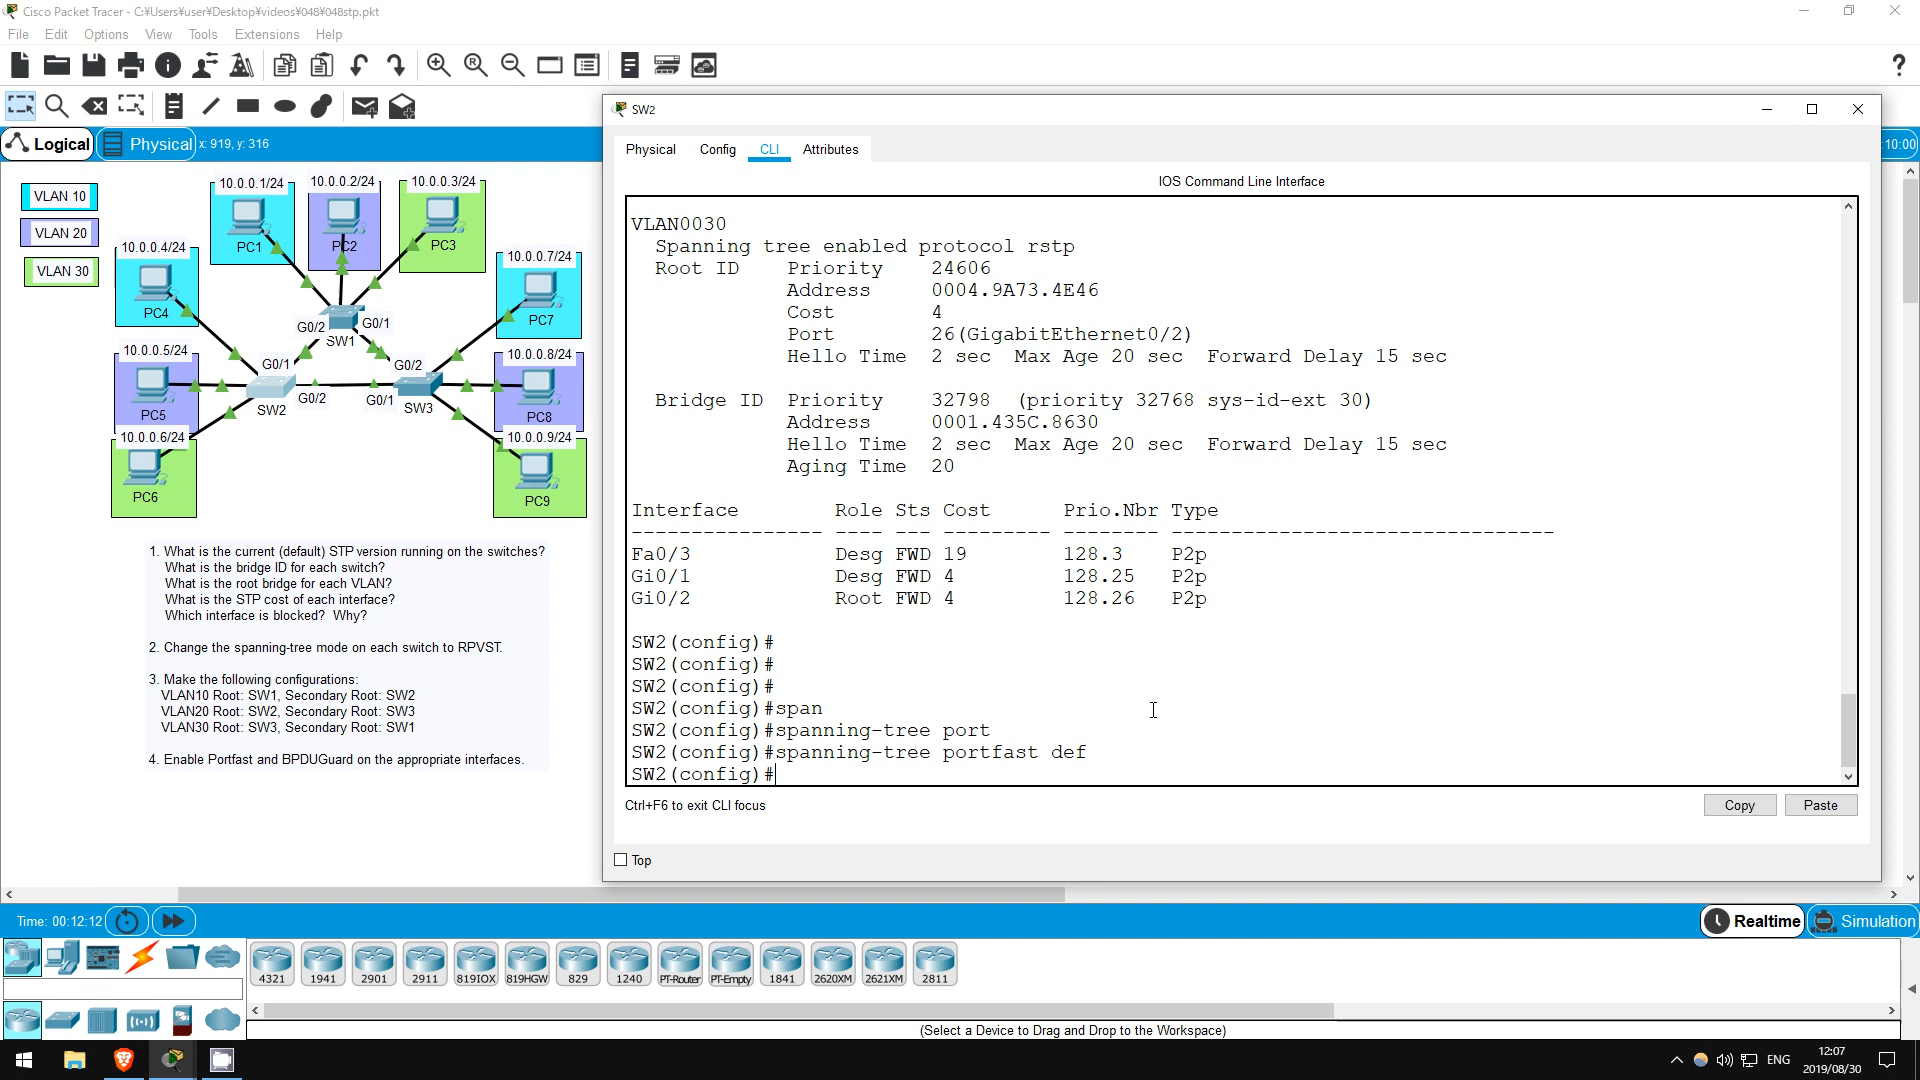 Cisco Packet Tracer - C:¥Users¥user¥Desktop¥videos¥048¥048stp.pkt
File Edit Options View Tools Extensions Help
Logical
Physical
x: 919, y: 316
10:00
VLAN 10
VLAN 20
VLAN 30
10.0.0.1/24
PC1
10.0.0.2/24
PC2
10.0.0.3/24
PC3
10.0.0.4/24
PC4
10.0.0.7/24
PC7
G0/2
G0/1
SW1
10.0.0.5/24
PC5
G0/1
SW2
G0/2
G0/2
G0/1
SW3
10.0.0.8/24
PC8
10.0.0.6/24
PC6
10.0.0.9/24
PC9
1. What is the current (default) STP version running on the switches?
What is the bridge ID for each switch?
What is the root bridge for each VLAN?
What is the STP cost of each interface?
Which interface is blocked? Why?
2. Change the spanning-tree mode on each switch to RPVST.
3. Make the following configurations:
VLAN10 Root: SW1, Secondary Root: SW2
VLAN20 Root: SW2, Secondary Root: SW3
VLAN30 Root: SW3, Secondary Root: SW1
4. Enable Portfast and BPDUGuard on the appropriate interfaces.
SW2
Physical Config CLI Attributes
IOS Command Line Interface
VLAN0030
Spanning tree enabled protocol rstp
Root ID Priority 24606
Address 0004.9A73.4E46
Cost 4
Port 26(GigabitEthernet0/2)
Hello Time 2 sec Max Age 20 sec Forward Delay 15 sec
Bridge ID Priority 32798 (priority 32768 sys-id-ext 30)
Address 0001.435C.8630
Hello Time 2 sec Max Age 20 sec Forward Delay 15 sec
Aging Time 20
Interface Role Sts Cost Prio.Nbr Type
---------------- ---- --- --------- -------- --------------------------------
Fa0/3 Desg FWD 19 128.3 P2p
Gi0/1 Desg FWD 4 128.25 P2p
Gi0/2 Root FWD 4 128.26 P2p
SW2(config)#
SW2(config)#
SW2(config)#
SW2(config)#span
SW2(config)#spanning-tree port
SW2(config)#spanning-tree portfast def
SW2(config)#
Ctrl+F6 to exit CLI focus
Copy Paste
Top
Time: 00:12:12
Realtime
Simulation
4321 1941 2901 2911 819IOX 819HGW 829 1240 PT-Router PT-Empty 1841 2620XM 2621XM 2811
(Select a Device to Drag and Drop to the Workspace)
ENG
12:07
2019/08/30